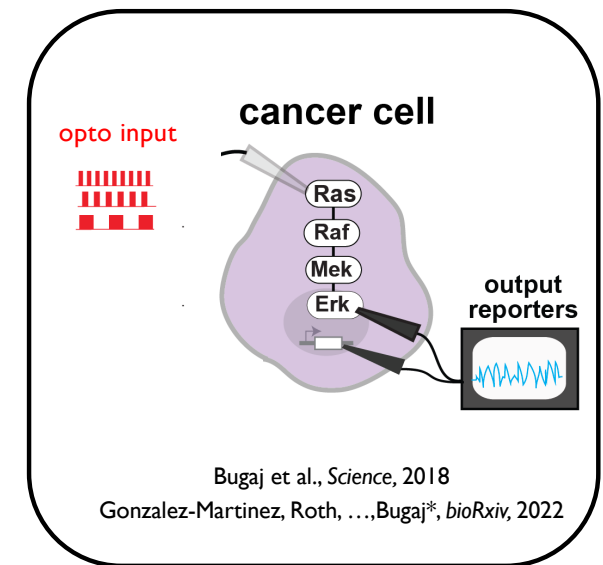 cancer cell
opto input
Ras
Raf
Mek
Erk
output
reporters
Bugaj et al., Science, 2018
Gonzalez-Martinez, Roth, …,Bugaj*, bioRxiv, 2022